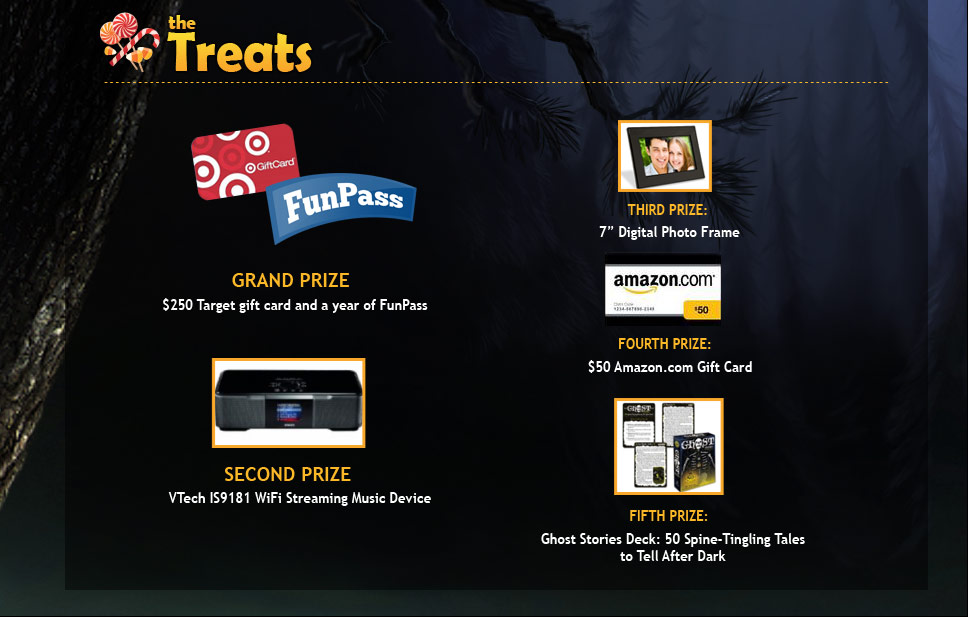 the
Treats
GiftCard
FunPass
GRAND PRIZE
$250 Target gift card and a year of FunPass
SECOND PRIZE
VTech IS9181 WiFi Streaming Music Device
THIRD PRIZE:
7” Digital Photo Frame
amazon.com
$50
FOURTH PRIZE:
$50 Amazon.com Gift Card
GHOST
GHOST
FIFTH PRIZE:
Ghost Stories Deck: 50 Spine-Tingling Tales
to Tell After Dark